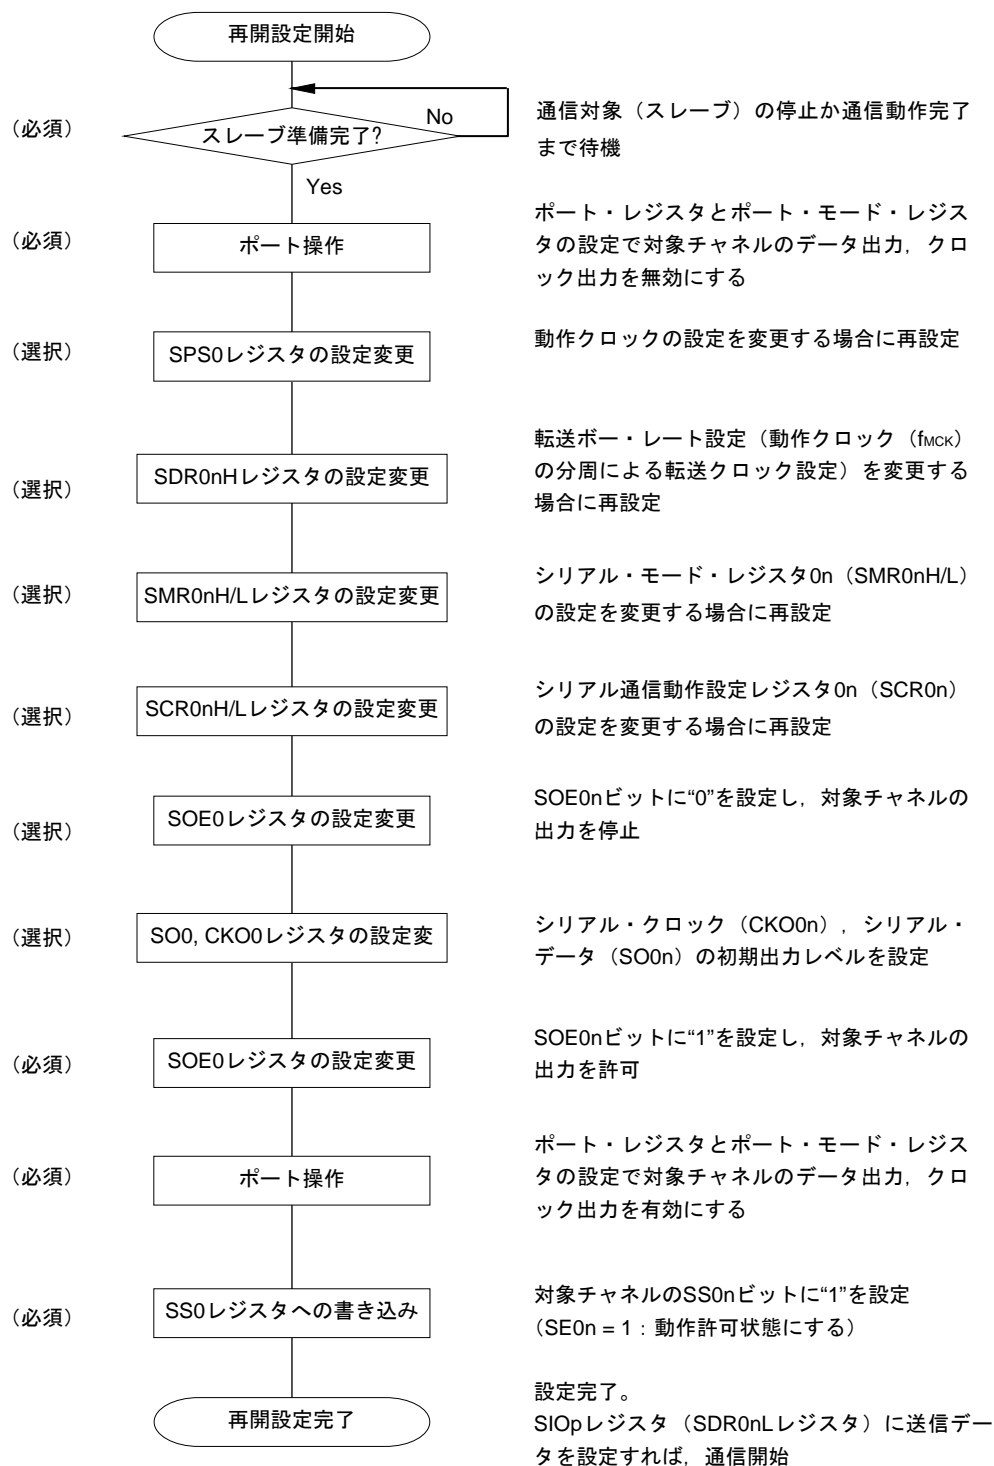 再開設定開始
No
(必須)
スレーブ準備完了?
通信対象(スレーブ)の停止か通信動作完了
まで待機
Yes
(必須)
ポート操作
ポート・レジスタとポート・モード・レジス
タの設定で対象チャネルのデータ出力,クロ
ック出力を無効にする
(選択)
SPS0レジスタの設定変更
動作クロックの設定を変更する場合に再設定
(選択)
SDR0nHレジスタの設定変更
転送ボー・レート設定(動作クロック(fMCK)
の分周による転送クロック設定)を変更する
場合に再設定
(選択)
SMR0nH/Lレジスタの設定変更
シリアル・モード・レジスタ0n(SMR0nH/L)
の設定を変更する場合に再設定
(選択)
SCR0nH/Lレジスタの設定変更
シリアル通信動作設定レジスタ0n(SCR0n)
の設定を変更する場合に再設定
(選択)
SOE0レジスタの設定変更
SOE0nビットに“0”を設定し,対象チャネルの
出力を停止
(選択)
SO0, CKO0レジスタの設定変
シリアル・クロック(CKO0n),シリアル・
データ(SO0n)の初期出力レベルを設定
(必須)
SOE0レジスタの設定変更
SOE0nビットに“1”を設定し,対象チャネルの
出力を許可
(必須)
ポート操作
ポート・レジスタとポート・モード・レジス
タの設定で対象チャネルのデータ出力,クロ
ック出力を有効にする
(必須)
SS0レジスタへの書き込み
対象チャネルのSS0nビットに“1”を設定
(SE0n = 1:動作許可状態にする)
再開設定完了
設定完了。
SIOpレジスタ(SDR0nLレジスタ)に送信デー
タを設定すれば,通信開始